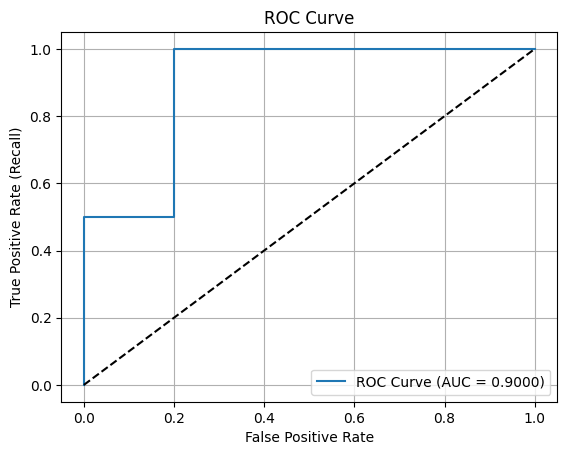 ROC Curve
True Positive Rate (Recall)
1.0
0.8
0.6
0.4
0.2
0.0
ROC Curve (AUC = 0.9000)
0.0 0.2 0.4 0.6 0.8 1.0
False Positive Rate